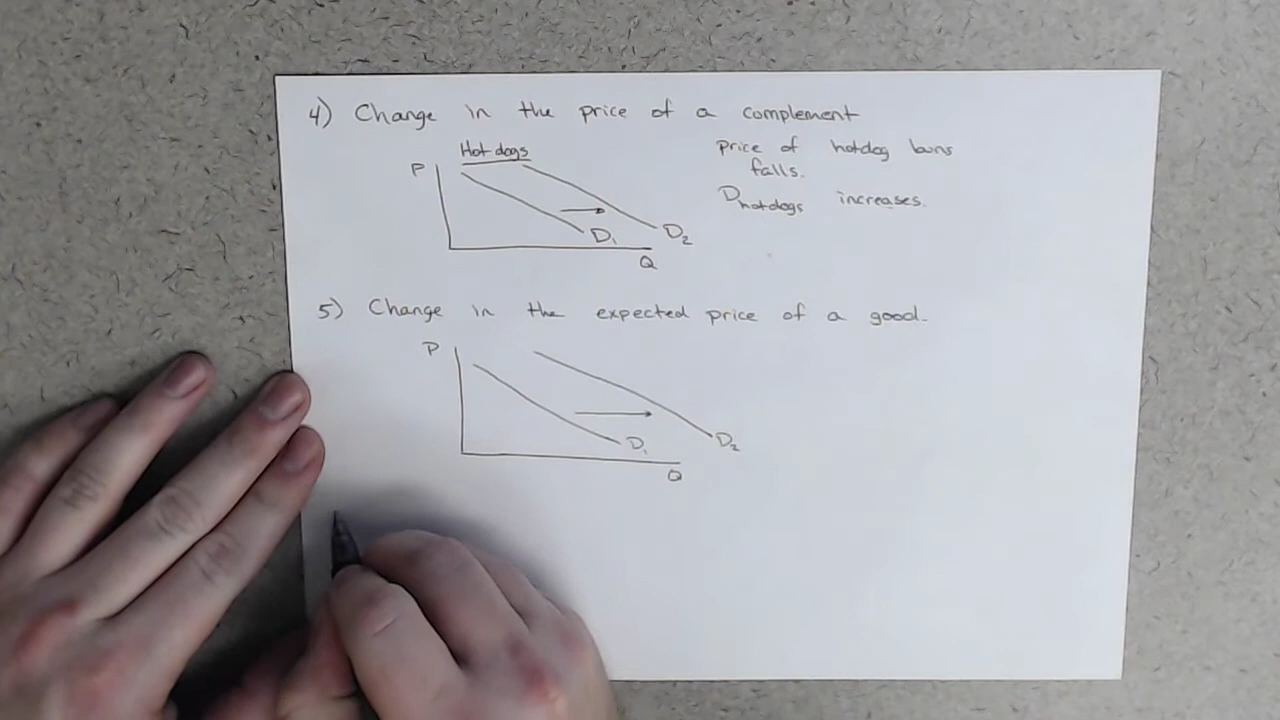 4) Change in the price of a complement
Hot dogs
P
D1
D2
Q
price of hotdog buns
falls.
Dhotdogs increases.
5) Change in the expected price of a good.
P
D1
D2
Q